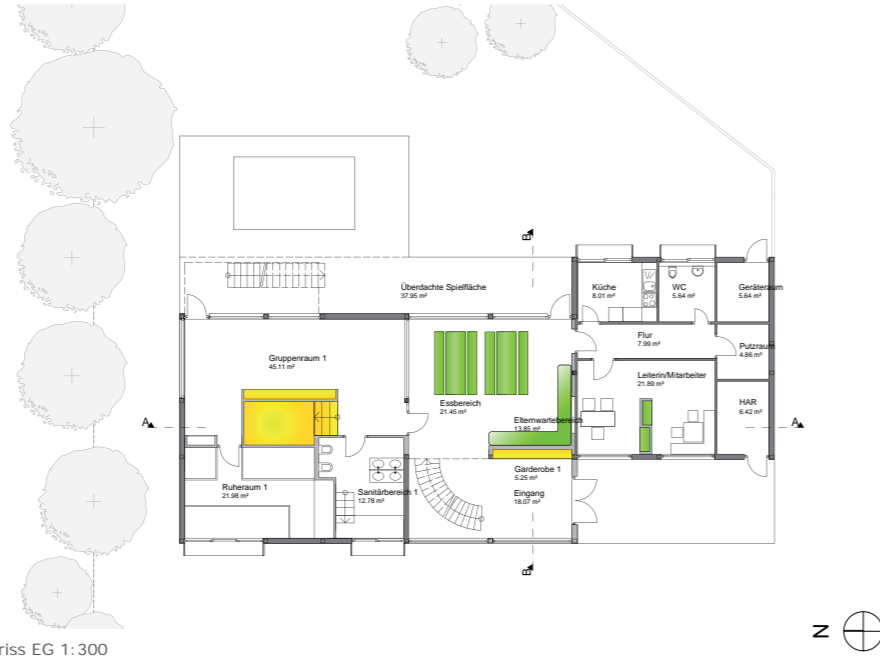 B
Überdachte Spielfläche
37.95 m²
Küche
8.01 m²
WC
5.64 m²
Geräteraum
5.64 m²
Flur
7.99 m²
Putzraum
4.86 m²
Gruppenraum 1
45.11 m²
Leiterin/Mitarbeiter
21.89 m²
Essbereich
21.45 m²
HAR
6.42 m²
A
Elternwartebereich
13.85 m²
A
Garderobe 1
5.25 m²
Ruheraum 1
21.98 m²
Sanitärbereich 1
12.78 m²
Eingang
18.07 m²
B
N
riss EG 1:300